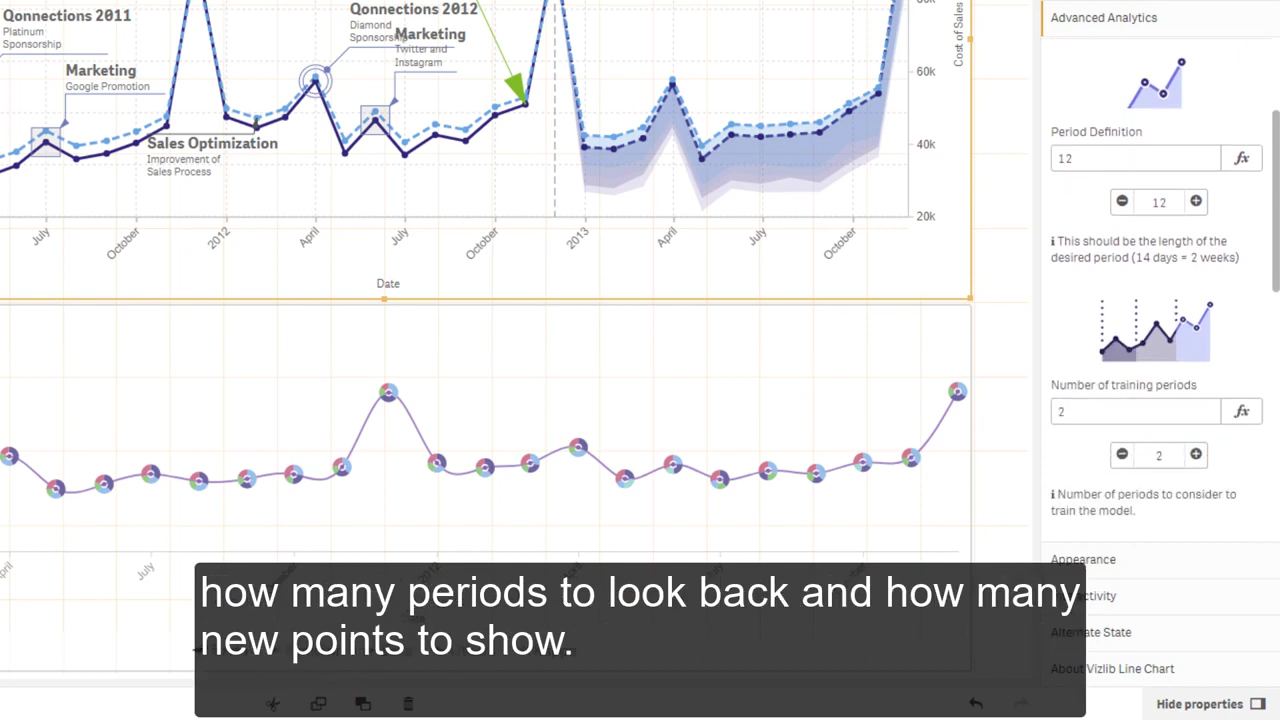 Qonnections 2011
Platinum
Sponsorship
Marketing
Google Promotion
Sales Optimization
Improvement of
Sales Process
Qonnections 2012
Diamond
Sponsorship
Marketing
Twitter and
Instagram
60k
40k
20k
Cost of Sales
July
October
2012
April
July
October
2013
April
July
October
Date
July
how many periods to look back and how many
new points to show.
Advanced Analytics
Period Definition
12
fx
12
i This should be the length of the
desired period (14 days = 2 weeks)
Number of training periods
2
fx
2
i Number of periods to consider to
train the model.
Appearance
Alternate State
About Vizlib Line Chart
Hide properties